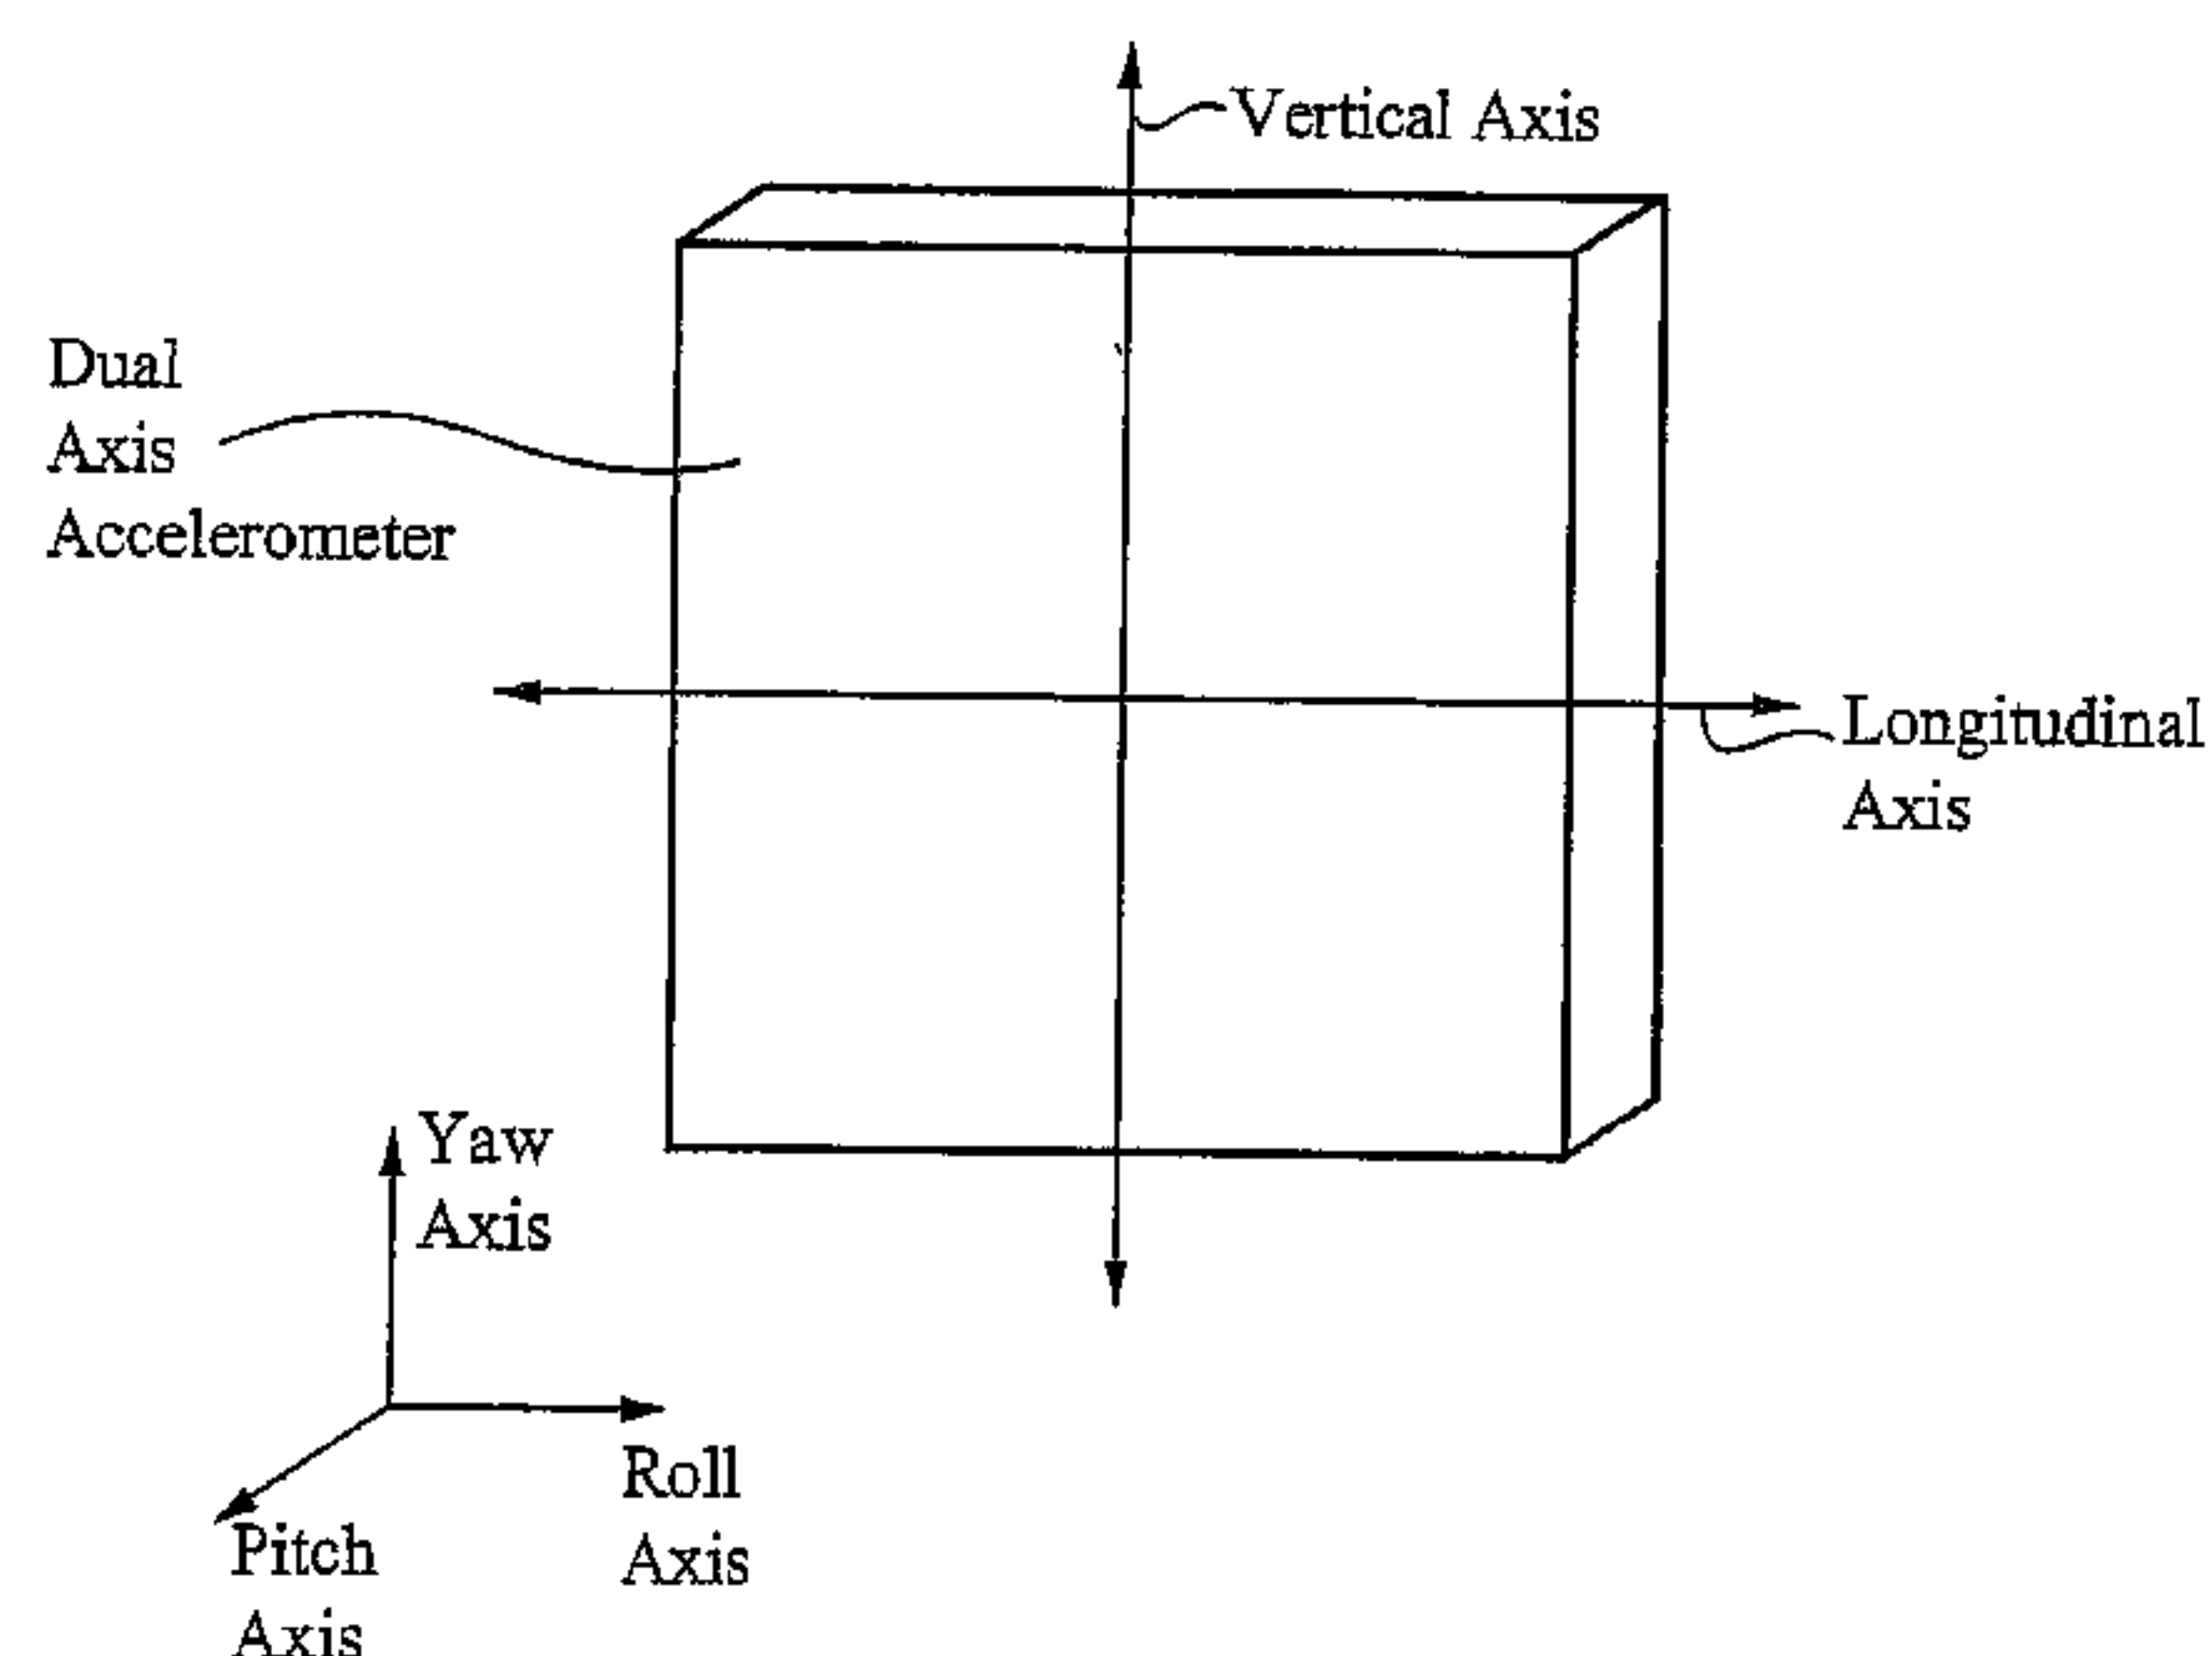 Vertical Axis
Dual
Axis
Accelerometer
Longitudinal
Axis
Yaw
Axis
Roll
Axis
Pitch
Axis